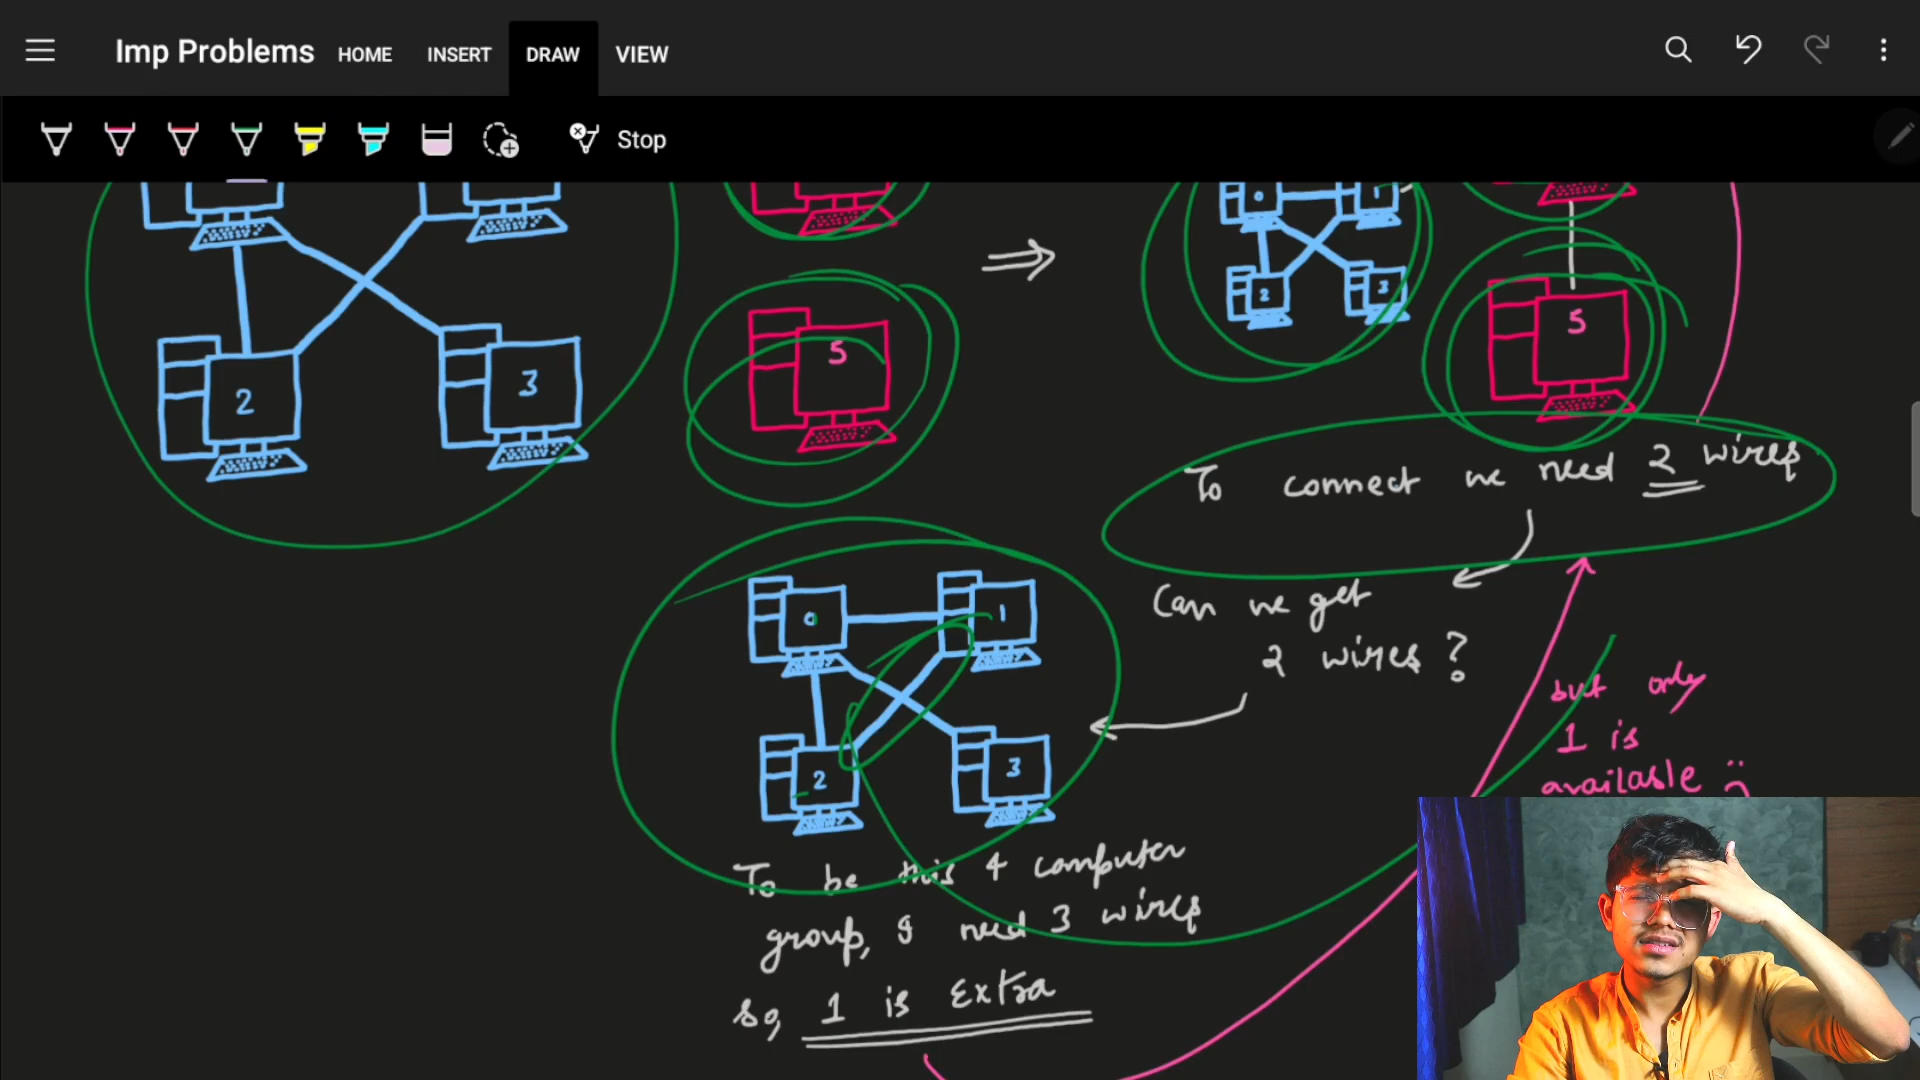 Imp Problems HOME INSERT DRAW VIEW
Stop
0 1
2 3
5
5
2 3
To connect we need 2 wires
Can we get
2 wires ?
but only
1 is
available
0 1
2 3
To be this 4 computer
group, I need 3 wires
so, 1 is Extra